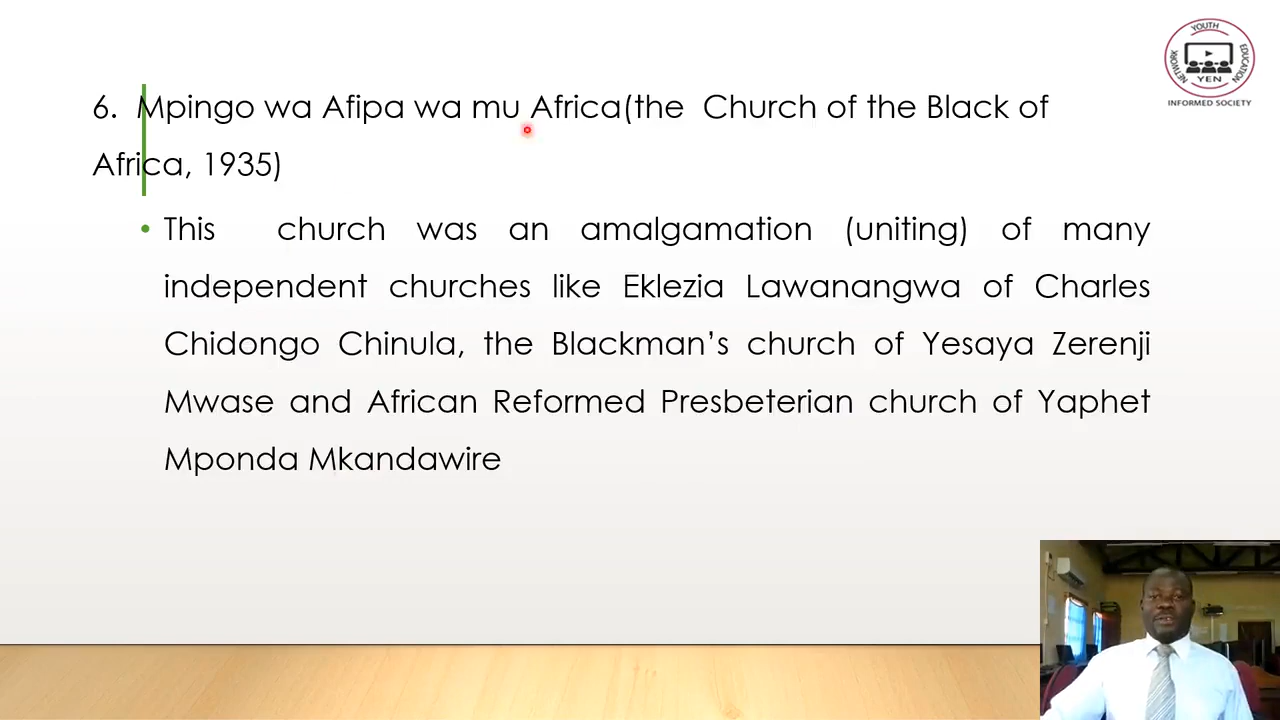 YOUTH
EDUCATION
NETWORK
YEN
INFORMED SOCIETY
6. Mpingo wa Afipa wa mu Africa(the Church of the Black of
Africa, 1935)
• This church was an amalgamation (uniting) of many
independent churches like Eklezia Lawanangwa of Charles
Chidongo Chinula, the Blackman’s church of Yesaya Zerenji
Mwase and African Reformed Presbeterian church of Yaphet
Mponda Mkandawire